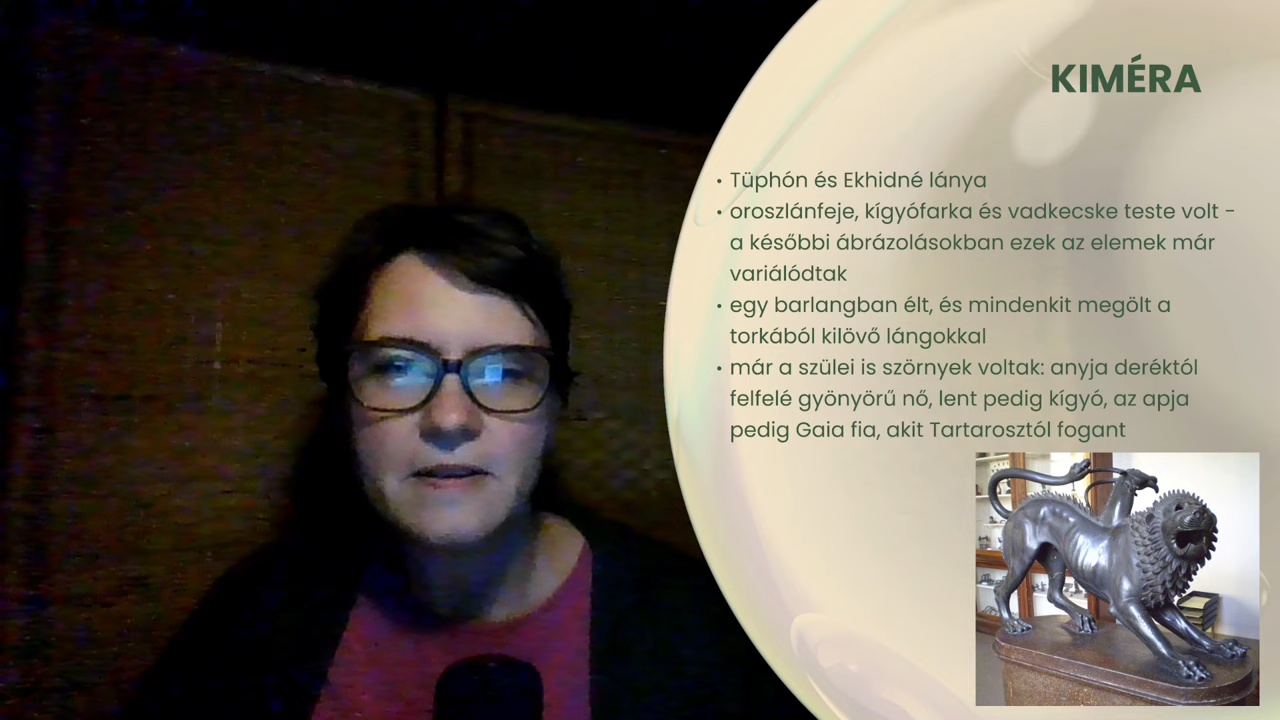 KIMÉRA
• Tüphón és Ekhidné lánya
• oroszlánfeje, kígyófarka és vadkecske teste volt -
a későbbi ábrázolásokban ezek az elemek már
variálódtak
• egy barlangban élt, és mindenkit megölt a
torkából kilövő lángokkal
• már a szülei is szörnyek voltak: anyja deréktól
felfelé gyönyörű nő, lent pedig kígyó, az apja
pedig Gaia fia, akit Tartarosztól fogant